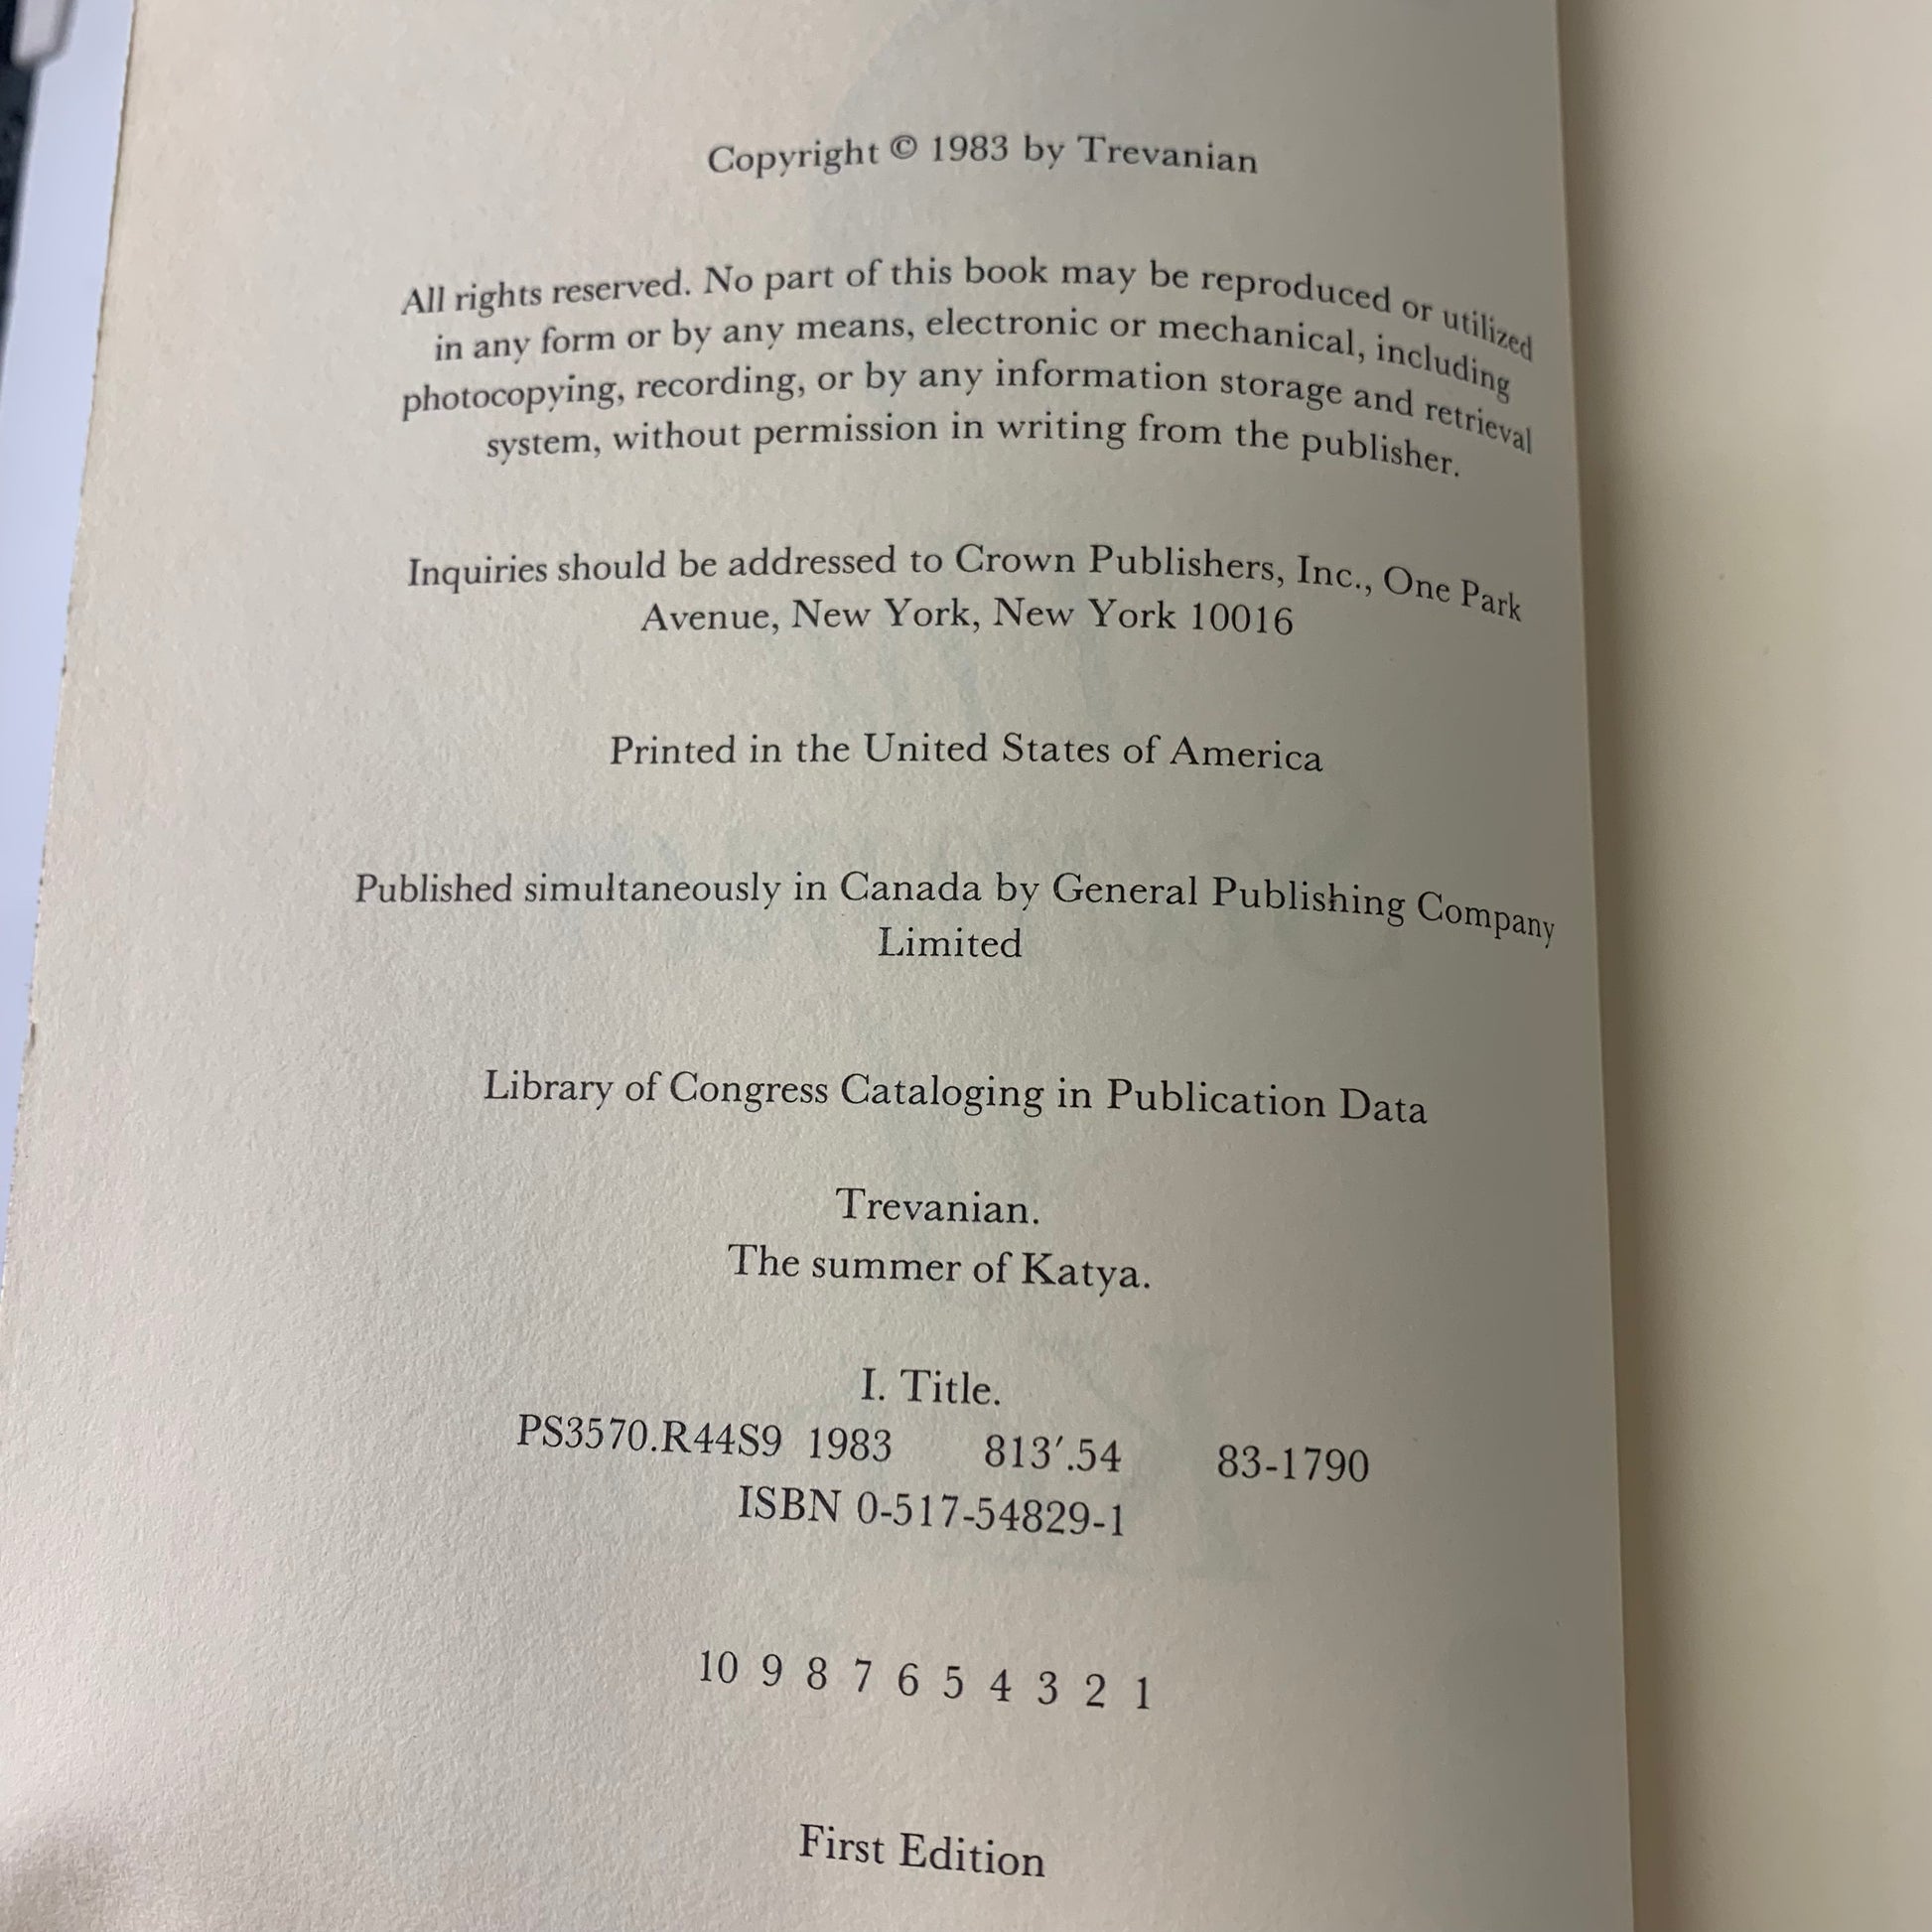 Copyright © 1983 by Trevanian
All rights reserved. No part of this book may be reproduced or utilized
in any form or by any means, electronic or mechanical, including
photocopying, recording, or by any information storage and retrieval
system, without permission in writing from the publisher.
Inquiries should be addressed to Crown Publishers, Inc., One Park
Avenue, New York, New York 10016
Printed in the United States of America
Published simultaneously in Canada by General Publishing Company
Limited
Library of Congress Cataloging in Publication Data
Trevanian.
The summer of Katya.
I. Title.
PS3570.R44S9 1983 813′.54 83-1790
ISBN 0-517-54829-1
10 9 8 7 6 5 4 3 2 1
First Edition